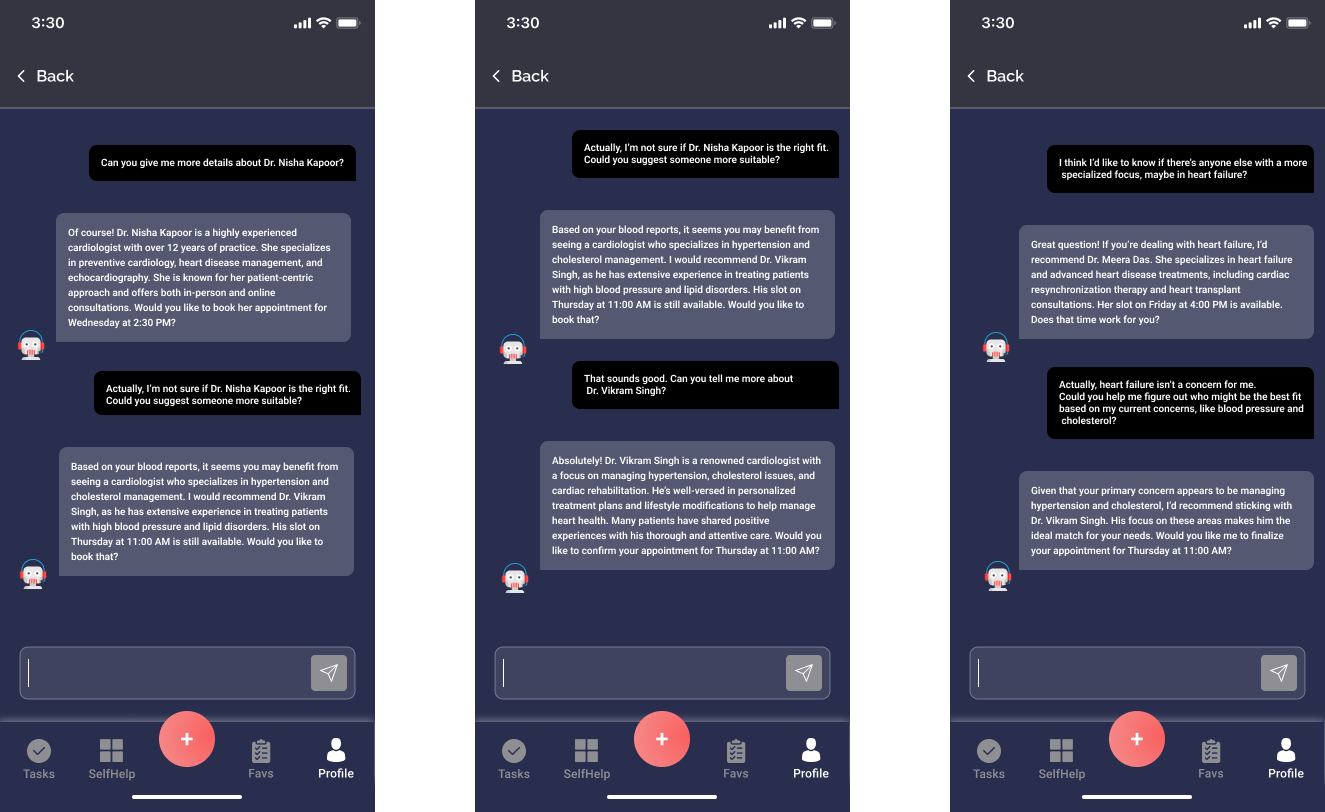 3:30
Back
Can you give me more details about Dr. Nisha Kapoor?
Of course! Dr. Nisha Kapoor is a highly experienced
cardiologist with over 12 years of practice. She specializes
in preventive cardiology, heart disease management, and
echocardiography. She is known for her patient-centric
approach and offers both in-person and online
consultations. Would you like to book her appointment for
Wednesday at 2:30 PM?
Actually, I'm not sure if Dr. Nisha Kapoor is the right fit.
Could you suggest someone more suitable?
Based on your blood reports, it seems you may benefit from
seeing a cardiologist who specializes in hypertension and
cholesterol management. I would recommend Dr. Vikram
Singh, as he has extensive experience in treating patients
with high blood pressure and lipid disorders. His slot on
Thursday at 11:00 AM is still available. Would you like to
book that?
Tasks
SelfHelp
+
Favs
Profile
3:30
Back
Actually, I'm not sure if Dr. Nisha Kapoor is the right fit.
Could you suggest someone more suitable?
Based on your blood reports, it seems you may benefit from
seeing a cardiologist who specializes in hypertension and
cholesterol management. I would recommend Dr. Vikram
Singh, as he has extensive experience in treating patients
with high blood pressure and lipid disorders. His slot on
Thursday at 11:00 AM is still available. Would you like to
book that?
That sounds good. Can you tell me more about
Dr. Vikram Singh?
Absolutely! Dr. Vikram Singh is a renowned cardiologist with
a focus on managing hypertension, cholesterol issues, and
cardiac rehabilitation. He's well-versed in personalized
treatment plans and lifestyle modifications to help manage
heart health. Many patients have shared positive
experiences with his thorough and attentive care. Would you
like to confirm your appointment for Thursday at 11:00 AM?
Tasks
SelfHelp
+
Favs
Profile
3:30
Back
I think I'd like to know if there's anyone else with a more
specialized focus, maybe in heart failure?
Great question! If you're dealing with heart failure, I'd
recommend Dr. Meera Das. She specializes in heart failure
and advanced heart disease treatments, including cardiac
resynchronization therapy and heart transplant
consultations. Her slot on Friday at 4:00 PM is available.
Does that time work for you?
Actually, heart failure isn't a concern for me.
Could you help me figure out who might be the best fit
based on my current concerns, like blood pressure and
cholesterol?
Given that your primary concern appears to be managing
hypertension and cholesterol, I'd recommend sticking with
Dr. Vikram Singh. His focus on these areas makes him the
ideal match for your needs. Would you like me to finalize
your appointment for Thursday at 11:00 AM?
Tasks
SelfHelp
+
Favs
Profile